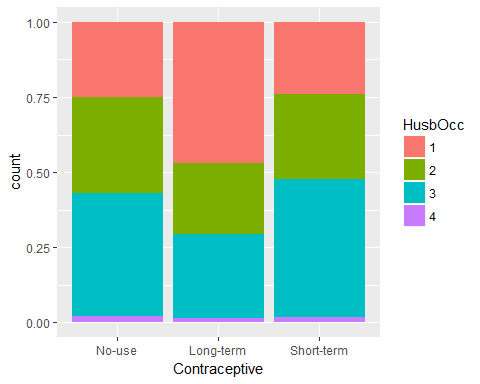 1.00
0.75
0.50
0.25
0.00
count
No-use Long-term Short-term
Contraceptive
HusbOcc
1
2
3
4